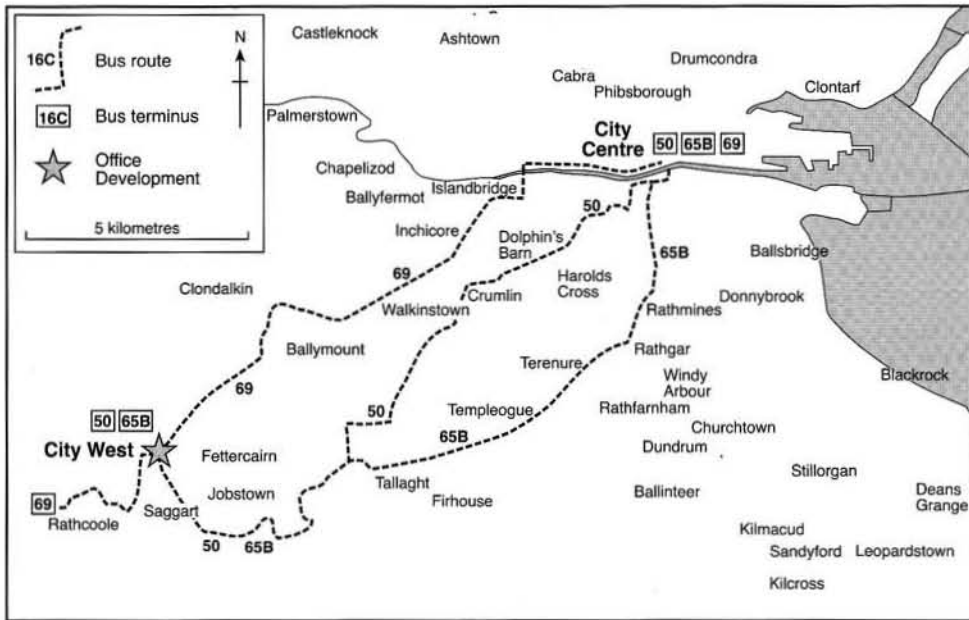 16C
Bus route
16C
Bus terminus
Office
Development
5 kilometres
N
Castleknock
Ashtown
Drumcondra
Cabra
Phibsborough
Clontarf
Palmerstown
City
Centre
50 65B 69
Chapelizod
Ballyfermot
Islandbridge
50
Inchicore
Dolphin's
Barn
65B
Ballsbridge
69
Clondalkin
Harolds
Cross
Crumlin
Walkinstown
Donnybrook
Rathmines
Ballymount
Terenure
Rathgar
Windy
Arbour
Blackrock
69
50
Templeogue
Rathfarnham
50 65B
65B
Churchtown
City West
Fettercairn
Dundrum
Stillorgan
Jobstown
Tallaght
Firhouse
Ballinteer
Deans
Grange
69
Rathcoole
Saggart
50
65B
Kilmacud
Sandyford
Leopardstown
Kilcross